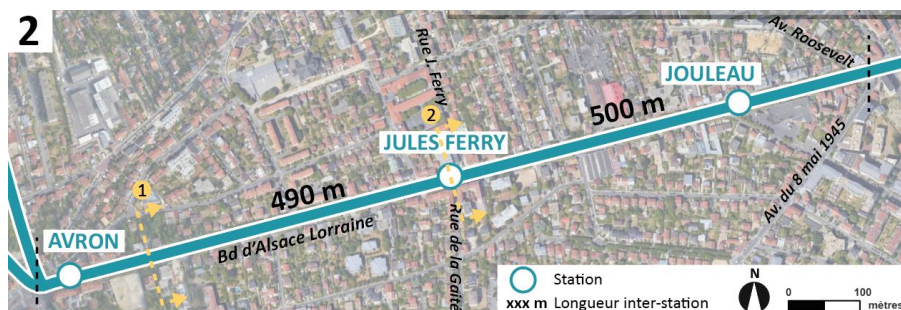 2
Av. Roosevelt
Rue J. Ferry
JOULEAU
500 m
2
JULES FERRY
1
490 m
Av. du 8 mai 1945
Bd d'Alsace Lorraine
Rue de la Gaîté
AVRON
Station
xxx m Longueur inter-station
N
0 100
mètres